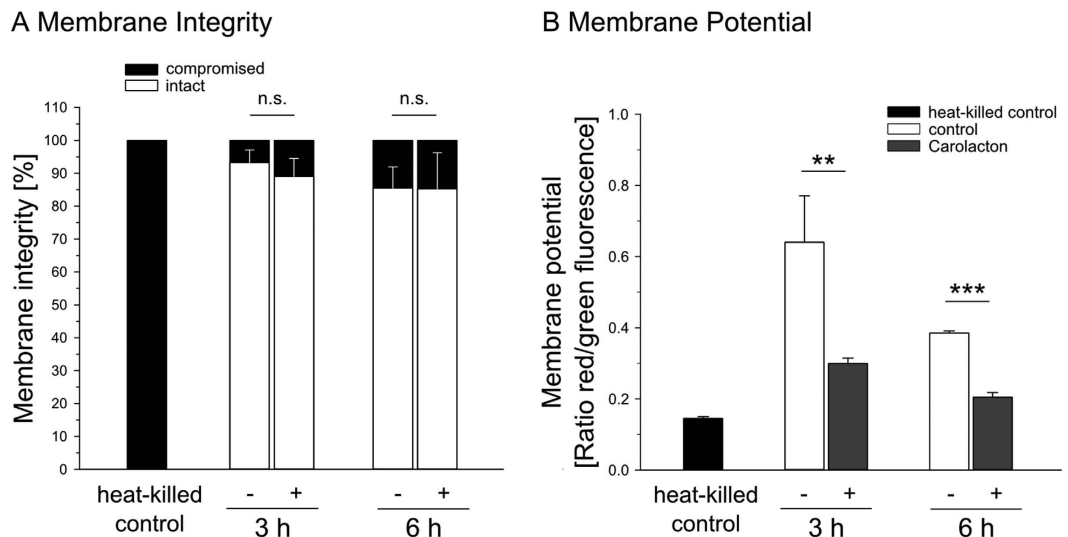 A Membrane Integrity
compromised
intact
n.s.
n.s.
Membrane integrity [%]
110
100
90
80
70
60
50
40
30
20
10
0
heat-killed
control
- +
3 h
- +
6 h
B Membrane Potential
heat-killed control
control
Carolacton
**
***
Membrane potential
[Ratio red/green fluorescence]
1.0
0.8
0.6
0.4
0.2
0.0
heat-killed
control
- +
3 h
- +
6 h